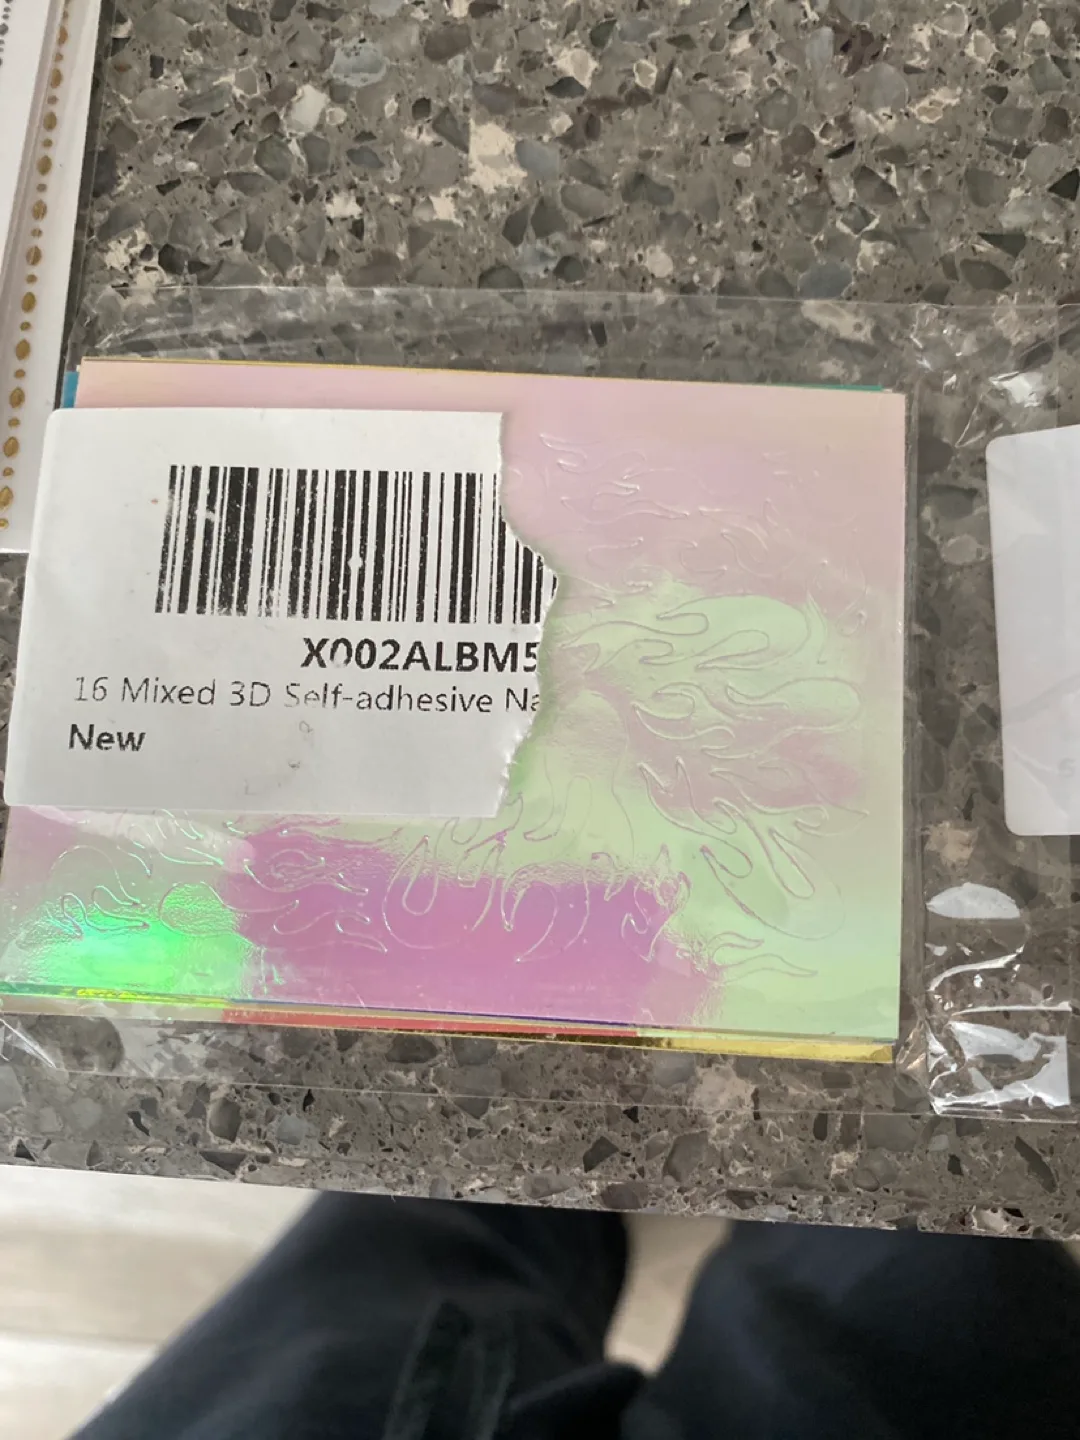 X002ALBM5
16 Mixed 3D Self-adhesive Na
New